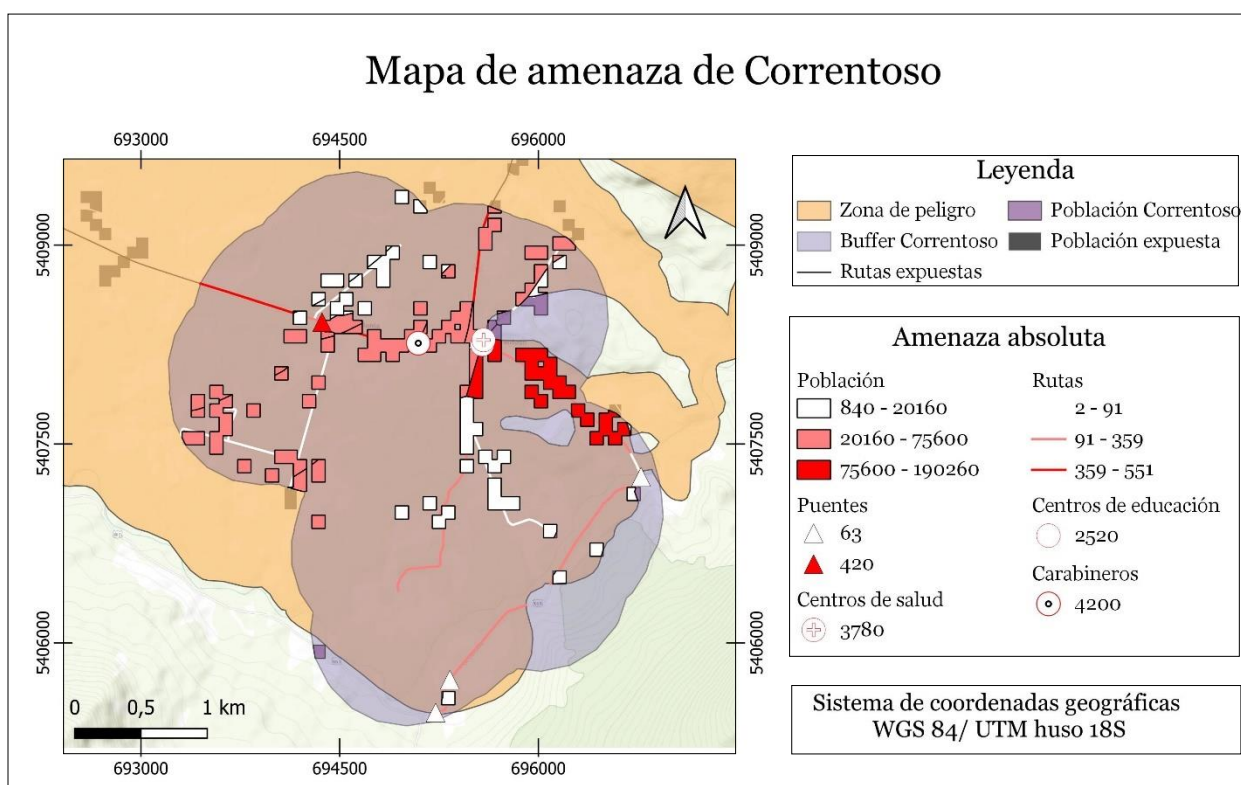 Mapa de amenaza de Correntoso
693000 694500 696000
5409000 5409000
5407500 5407500
5406000 5406000
0 0,5 1 km
693000 694500 696000
Leyenda
Zona de peligro Población Correntoso
Buffer Correntoso Población expuesta
Rutas expuestas
Amenaza absoluta
Población Rutas
840 - 20160 2 - 91
20160 - 75600 91 - 359
75600 - 190260 359 - 551
Puentes Centros de educación
63 2520
420 Carabineros
Centros de salud 4200
3780
Sistema de coordenadas geográficas
WGS 84/ UTM huso 18S